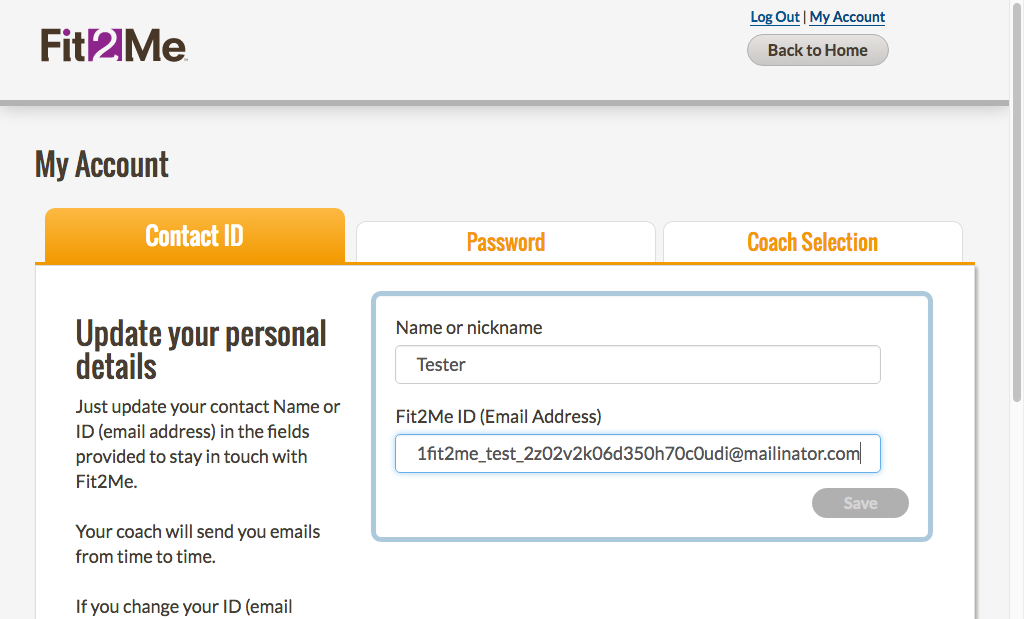 Log Out | My Account
Fit2Me
Back to Home
My Account
Contact ID
Password
Coach Selection
Update your personal
details
Just update your contact Name or
ID (email address) in the fields
provided to stay in touch with
Fit2Me.
Your coach will send you emails
from time to time.
If you change your ID (email
Name or nickname
Tester
Fit2Me ID (Email Address)
1fit2me_test_2z02v2k06d350h70c0udi@mailinator.com
Save